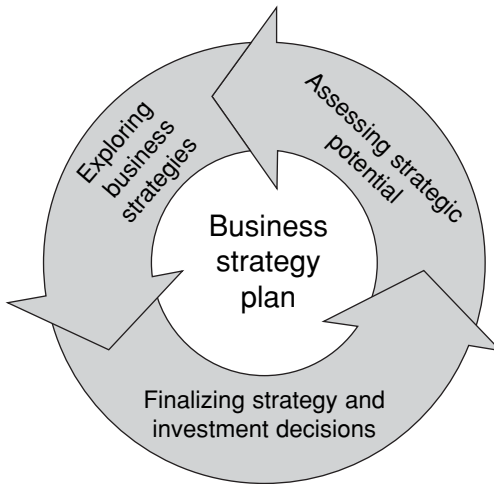 Exploring
business
strategies
Assessing strategic
potential
Business
strategy
plan
Finalizing strategy and
investment decisions